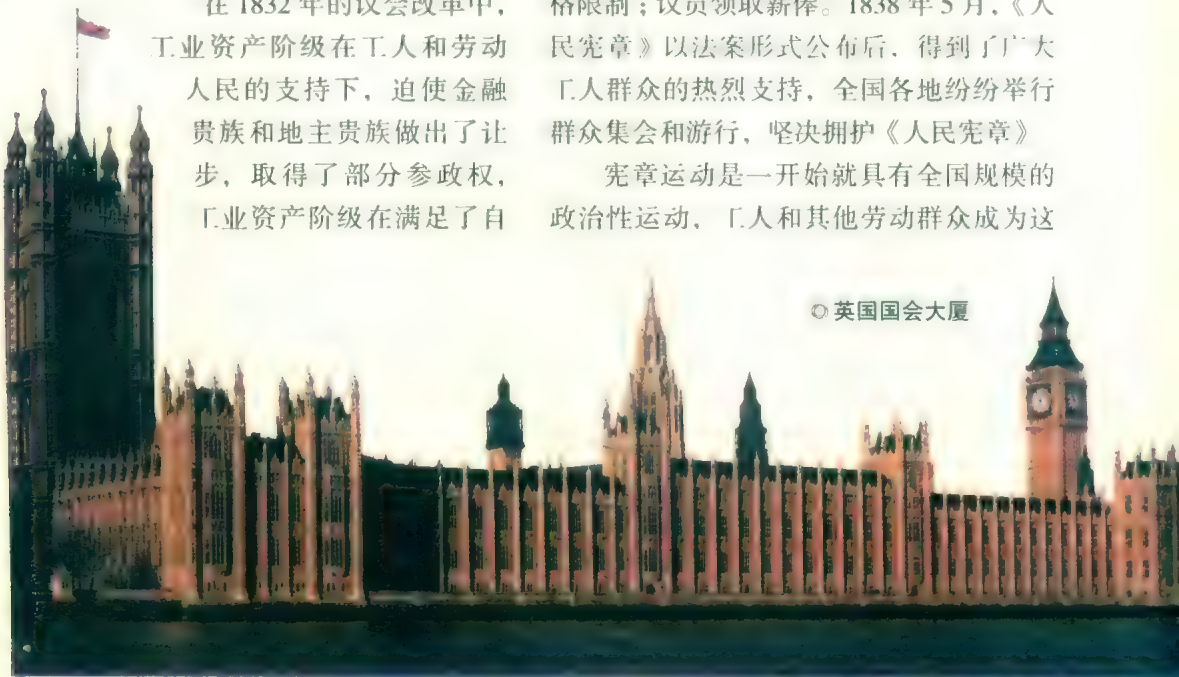 在 1832 年的议会改革中，
工业资产阶级在工人和劳动
人民的支持下，迫使金融
贵族和地主贵族做出了让
步，取得了部分参政权，
工业资产阶级在满足了自
格限制；议员领取薪俸。1838 年 5 月，《人
民宪章》以法案形式公布后，得到了广大
工人群众的热烈支持，全国各地纷纷举行
群众集会和游行，坚决拥护《人民宪章》
宪章运动是一开始就具有全国规模的
政治性运动，工人和其他劳动群众成为这
◎ 英国国会大厦